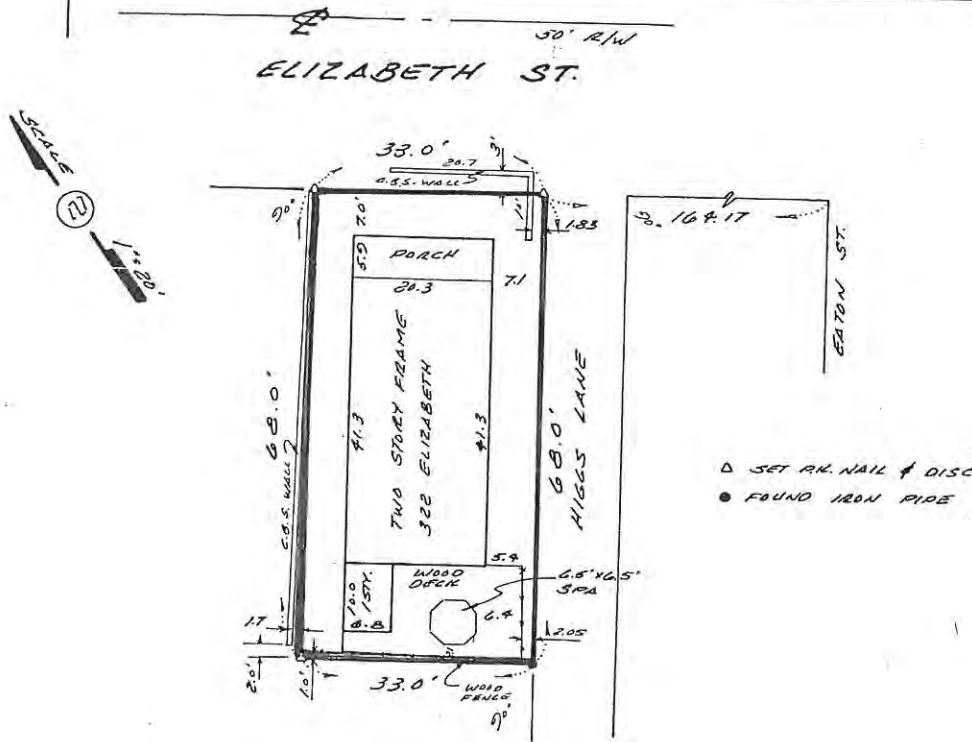 ℄
50' R/W
ELIZABETH ST.
SCALE
N
1"=20'
33.0'
20.7
3'
C.B.S. WALL
90°
7.0'
1.83
90°
164.17
EATON ST.
5.9
PORCH
20.3
7.1
68.0'
41.3
TWO STORY FRAME
322 ELIZABETH
41.3
68.0'
HIGGS LANE
△ SET P.K. NAIL & DISC
● FOUND IRON PIPE
C.B.S. WALL
5.4
WOOD
DECK
6.5'x6.5'
SPA
10.0
1STY.
8.8
6.4
1.7
2.05
2.0'
1.0'
33.0'
WOOD
FENCE
90°